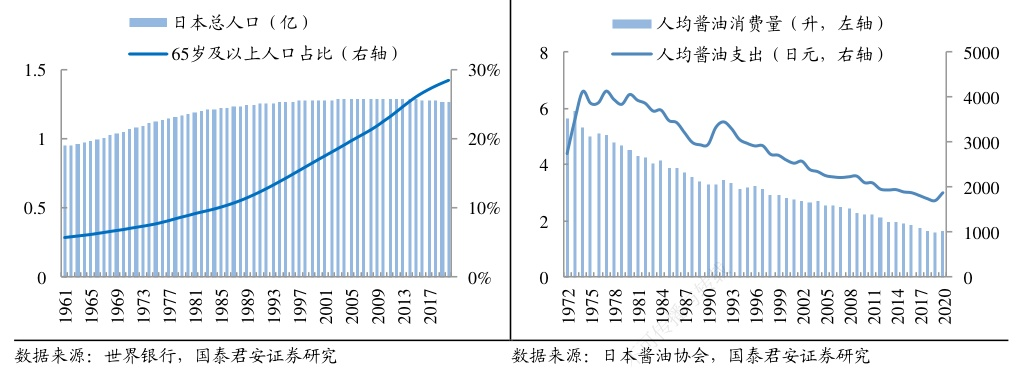 日本总人口（亿）
65岁及以上人口占比（右轴）
1.5
1
0.5
0
30%
20%
10%
0%
1961 1965 1969 1973 1977 1981 1985 1989 1993 1997 2001 2005 2009 2013 2017
数据来源：世界银行，国泰君安证券研究
人均酱油消费量（升，左轴）
人均酱油支出（日元，右轴）
8
6
4
2
0
5000
4000
3000
2000
1000
0
1972 1975 1978 1981 1984 1987 1990 1993 1996 1999 2002 2005 2008 2011 2014 2017 2020
数据来源：日本酱油协会，国泰君安证券研究